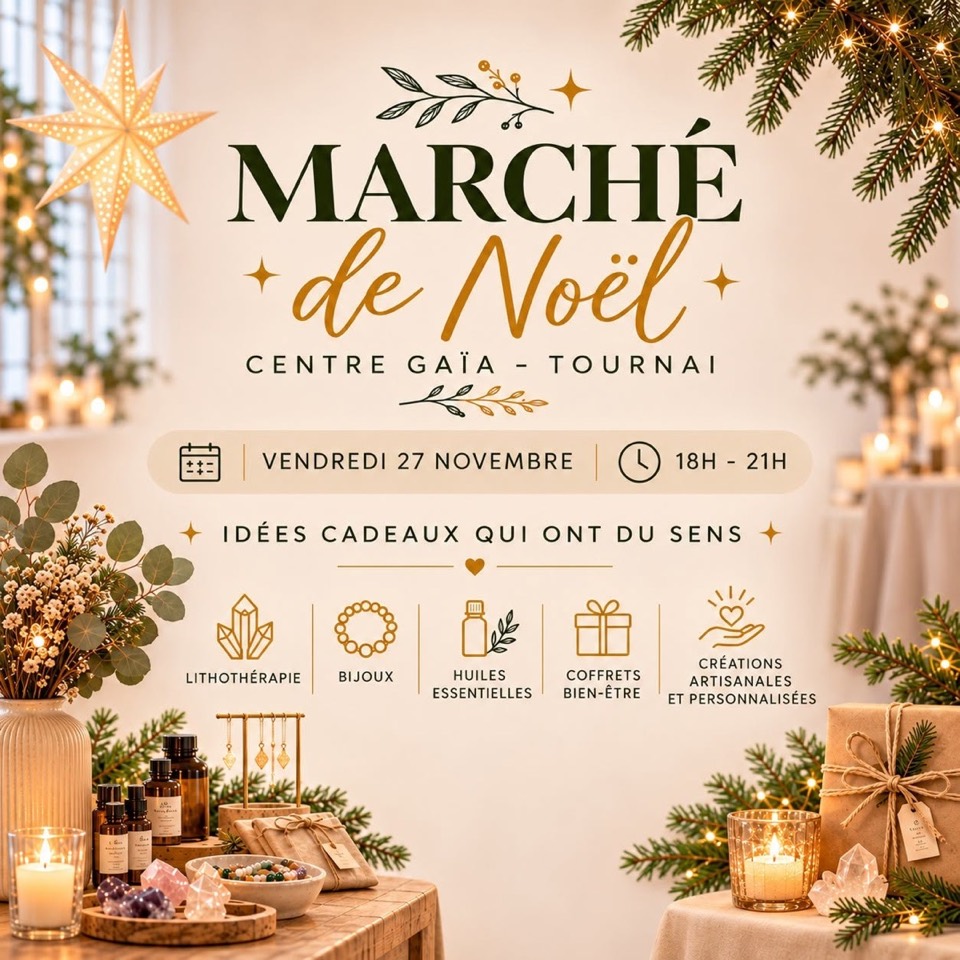 MARCHÉ
de Noël
CENTRE GAÏA - TOURNAI
VENDREDI 27 NOVEMBRE
18H - 21H
IDÉES CADEAUX QUI ONT DU SENS
LITHOTHÉRAPIE
BIJOUX
HUILES
ESSENTIELLES
COFFRETS
BIEN-ÊTRE
CRÉATIONS
ARTISANALES
ET PERSONNALISÉES